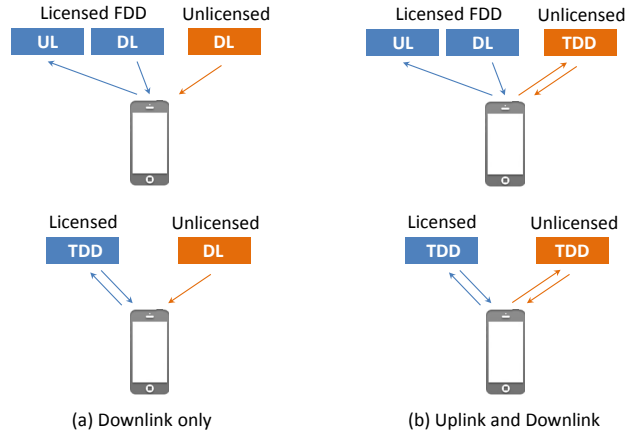 Licensed FDD Unlicensed
UL DL DL
Licensed FDD Unlicensed
UL DL TDD
Licensed Unlicensed
TDD DL
Licensed Unlicensed
TDD TDD
(a) Downlink only
(b) Uplink and Downlink